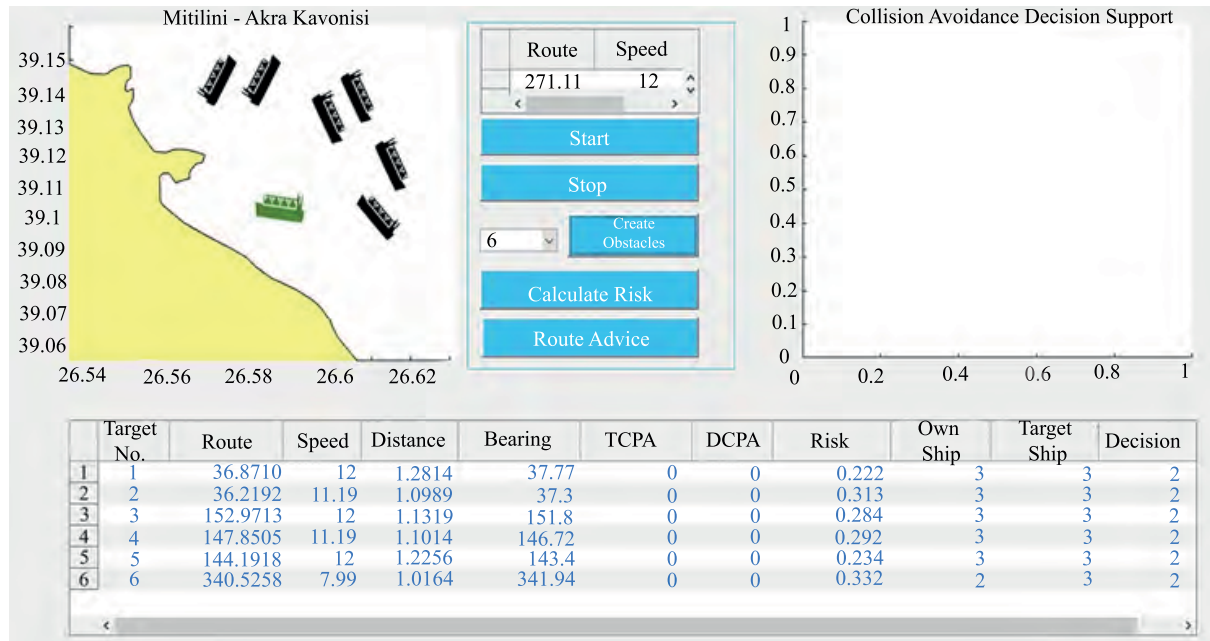 Mitilini - Akra Kavonisi
39.15
39.14
39.13
39.12
39.11
39.1
39.09
39.08
39.07
39.06
26.54 26.56 26.58 26.6 26.62
Route Speed
271.11 12
Start
Stop
6
Create
Obstacles
Calculate Risk
Route Advice
Collision Avoidance Decision Support
1
0.9
0.8
0.7
0.6
0.5
0.4
0.3
0.2
0.1
0
0 0.2 0.4 0.6 0.8 1
Target No. Route Speed Distance Bearing TCPA DCPA Risk Own Ship Target Ship Decision
1 1 36.8710 12 1.2814 37.77 0 0 0.222 3 3 2
2 2 36.2192 11.19 1.0989 37.3 0 0 0.313 3 3 2
3 3 152.9713 12 1.1319 151.8 0 0 0.284 3 3 2
4 4 147.8505 11.19 1.1014 146.72 0 0 0.292 3 3 2
5 5 144.1918 12 1.2256 143.4 0 0 0.234 3 3 2
6 6 340.5258 7.99 1.0164 341.94 0 0 0.332 2 3 2